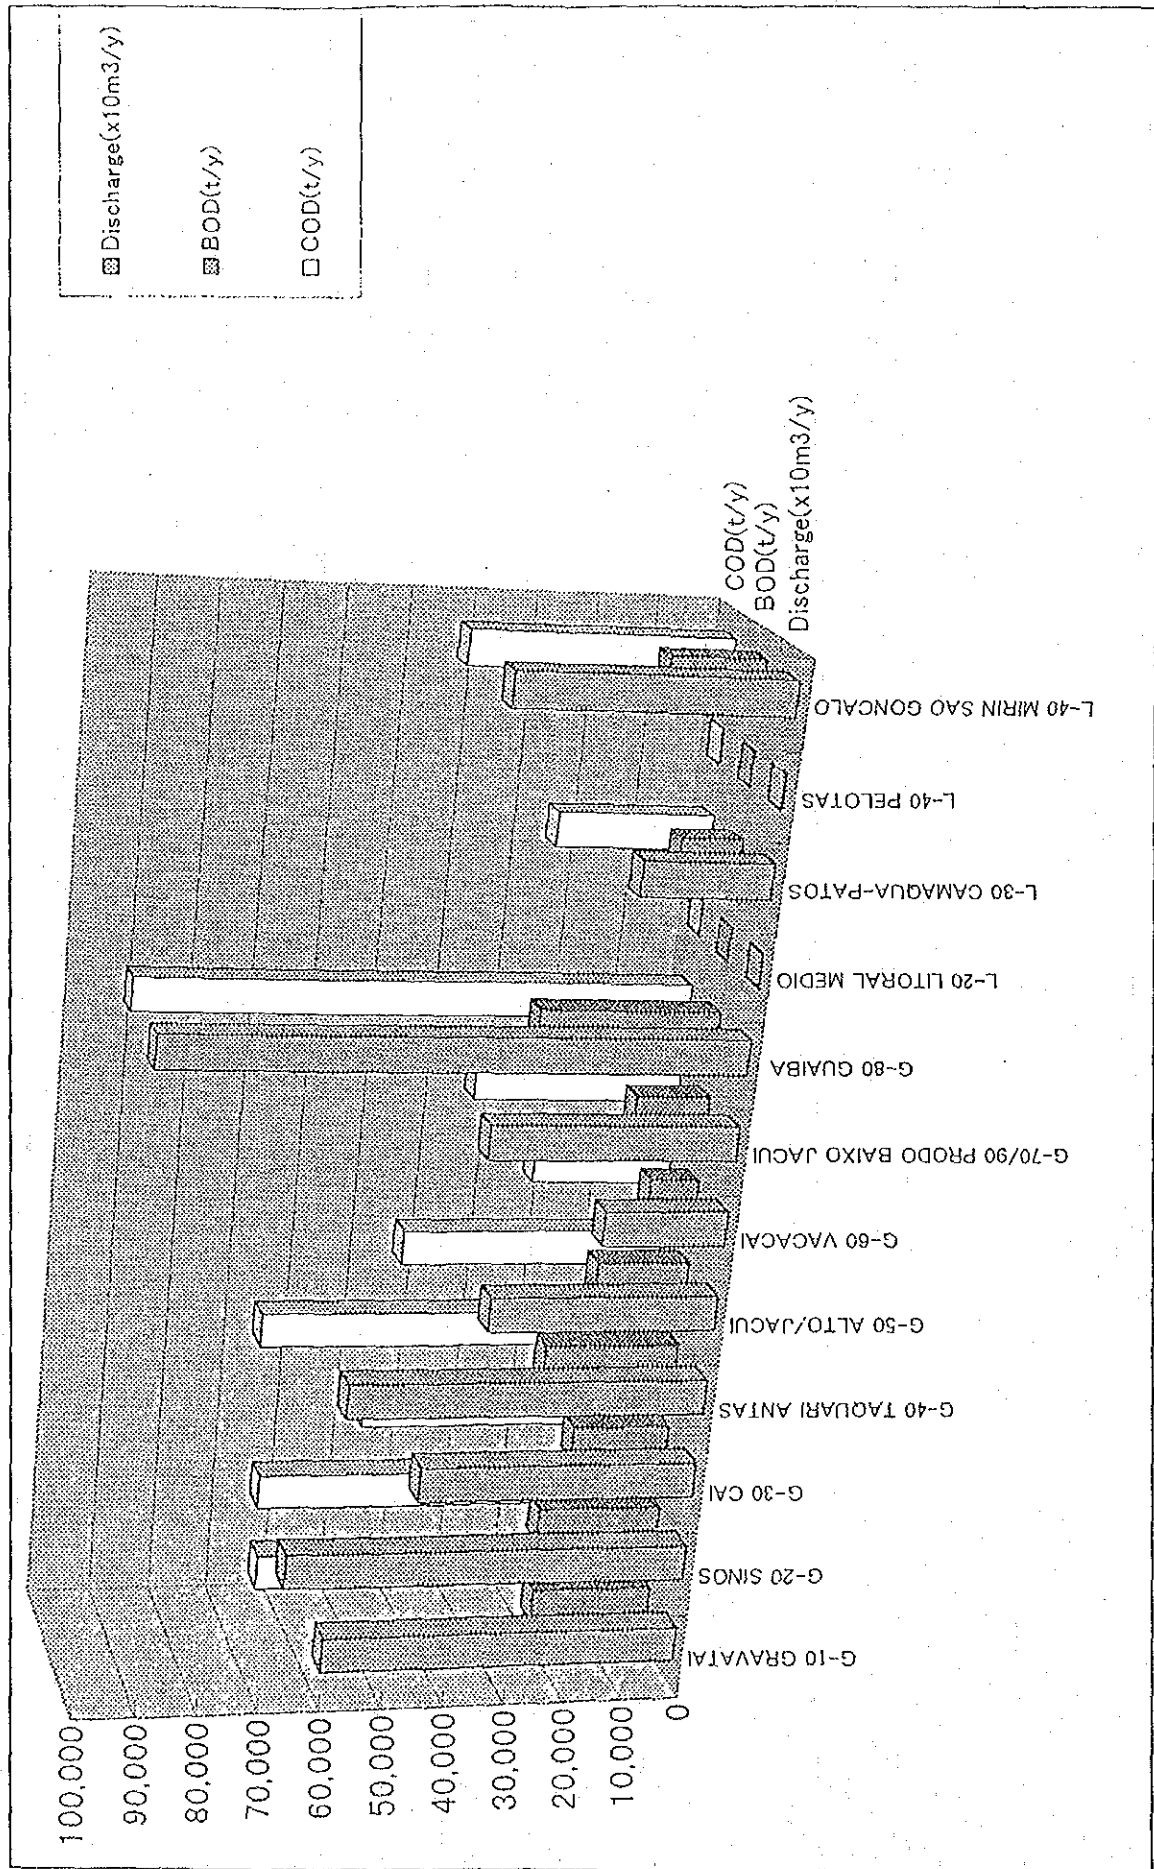 Discharge(x10m3/y)
BOD(t/y)
COD(t/y)
100,000
90,000
80,000
70,000
60,000
50,000
40,000
30,000
20,000
10,000
0
G-10 GRAVATAI
G-20 SINOS
G-30 CAI
G-40 TAQUARI ANTAS
G-50 ALTO/JACUI
G-60 VACACAI
G-70/90 PRODO BAIXO JACUI
G-80 GUAIBA
L-20 LITORAL MEDIO
L-30 CAMAQUA-PATOS
L-40 PELOTAS
L-40 MIRIN SAO GONCALO
COD(t/y)
BOD(t/y)
Discharge(x10m3/y)